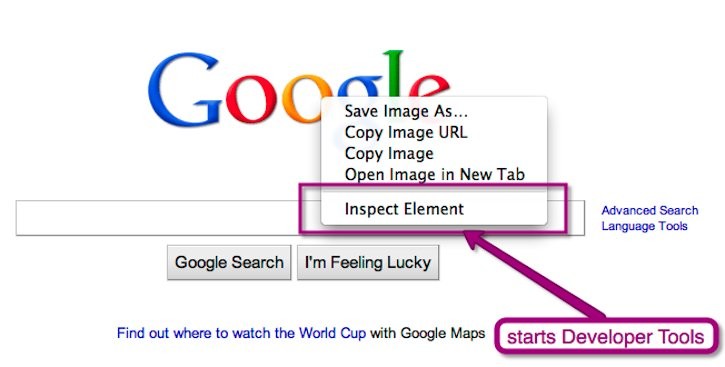 Google
Save Image As...
Copy Image URL
Copy Image
Open Image in New Tab
Inspect Element
Advanced Search
Language Tools
Google Search
I'm Feeling Lucky
Find out where to watch the World Cup with Google Maps
starts Developer Tools